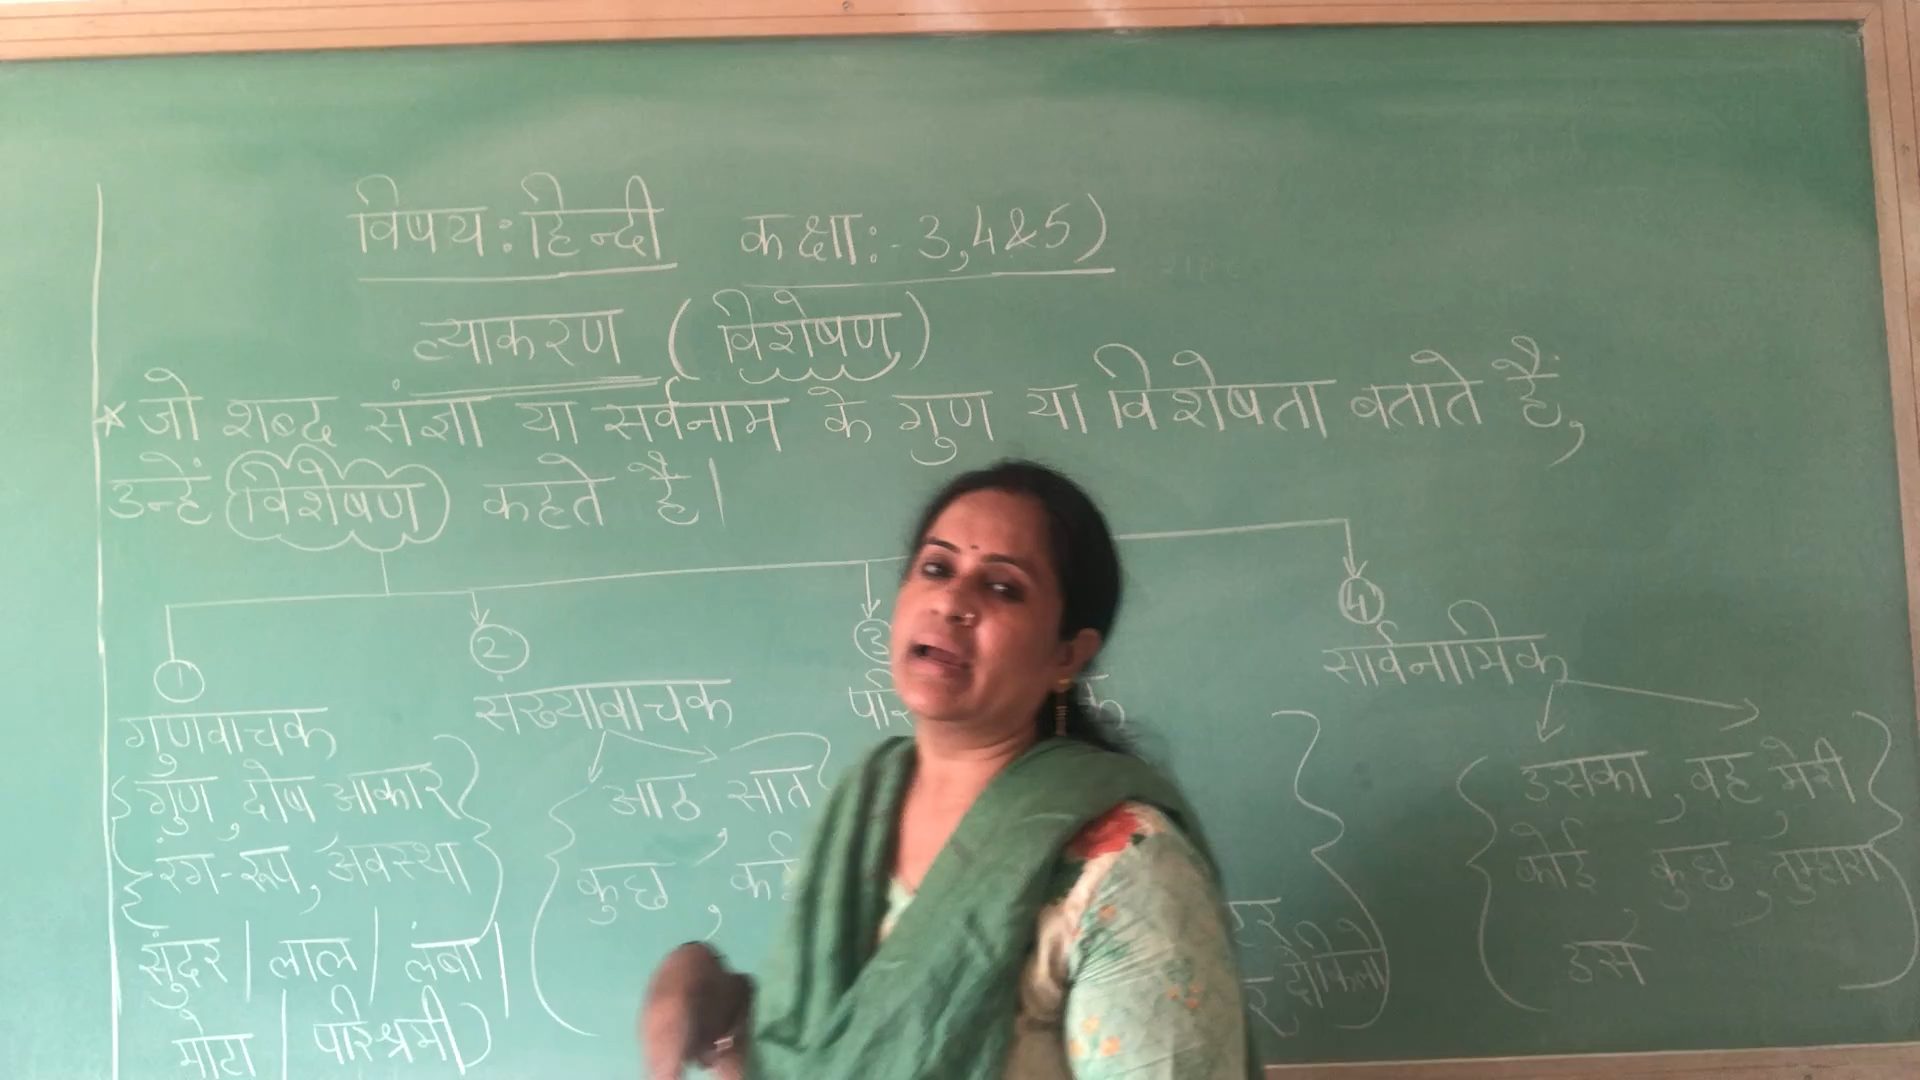 विषय: हिन्दी कक्षा:- 3,4&5)
व्याकरण (विशेषण)
* जो शब्द संज्ञा या सर्वनाम के गुण या विशेषता बताते हैं,
उन्हें विशेषण कहते है।
1 2 3 4
गुणवाचक संख्यावाचक सार्वनामिक
गुण, दोष आकार आठ, सात उसका, वह, मेरी
रंग-रूप, अवस्था कुछ, कोई कुछ, तुम्हारा
सुंदर | लाल | लंबा | उस
मोटा | परिश्रमी)